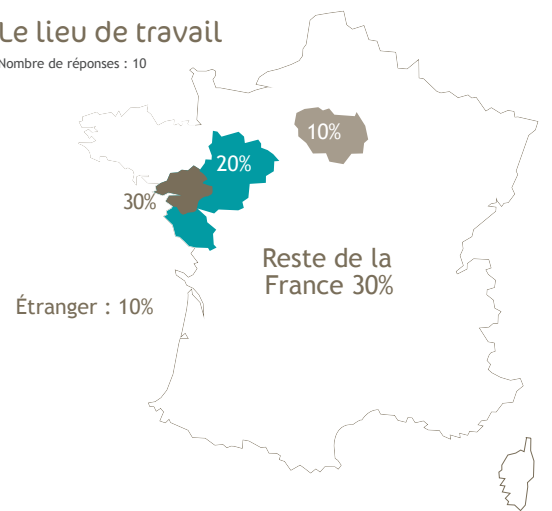 Le lieu de travail
Nombre de réponses : 10
10%
20%
30%
Reste de la
France 30%
Étranger : 10%